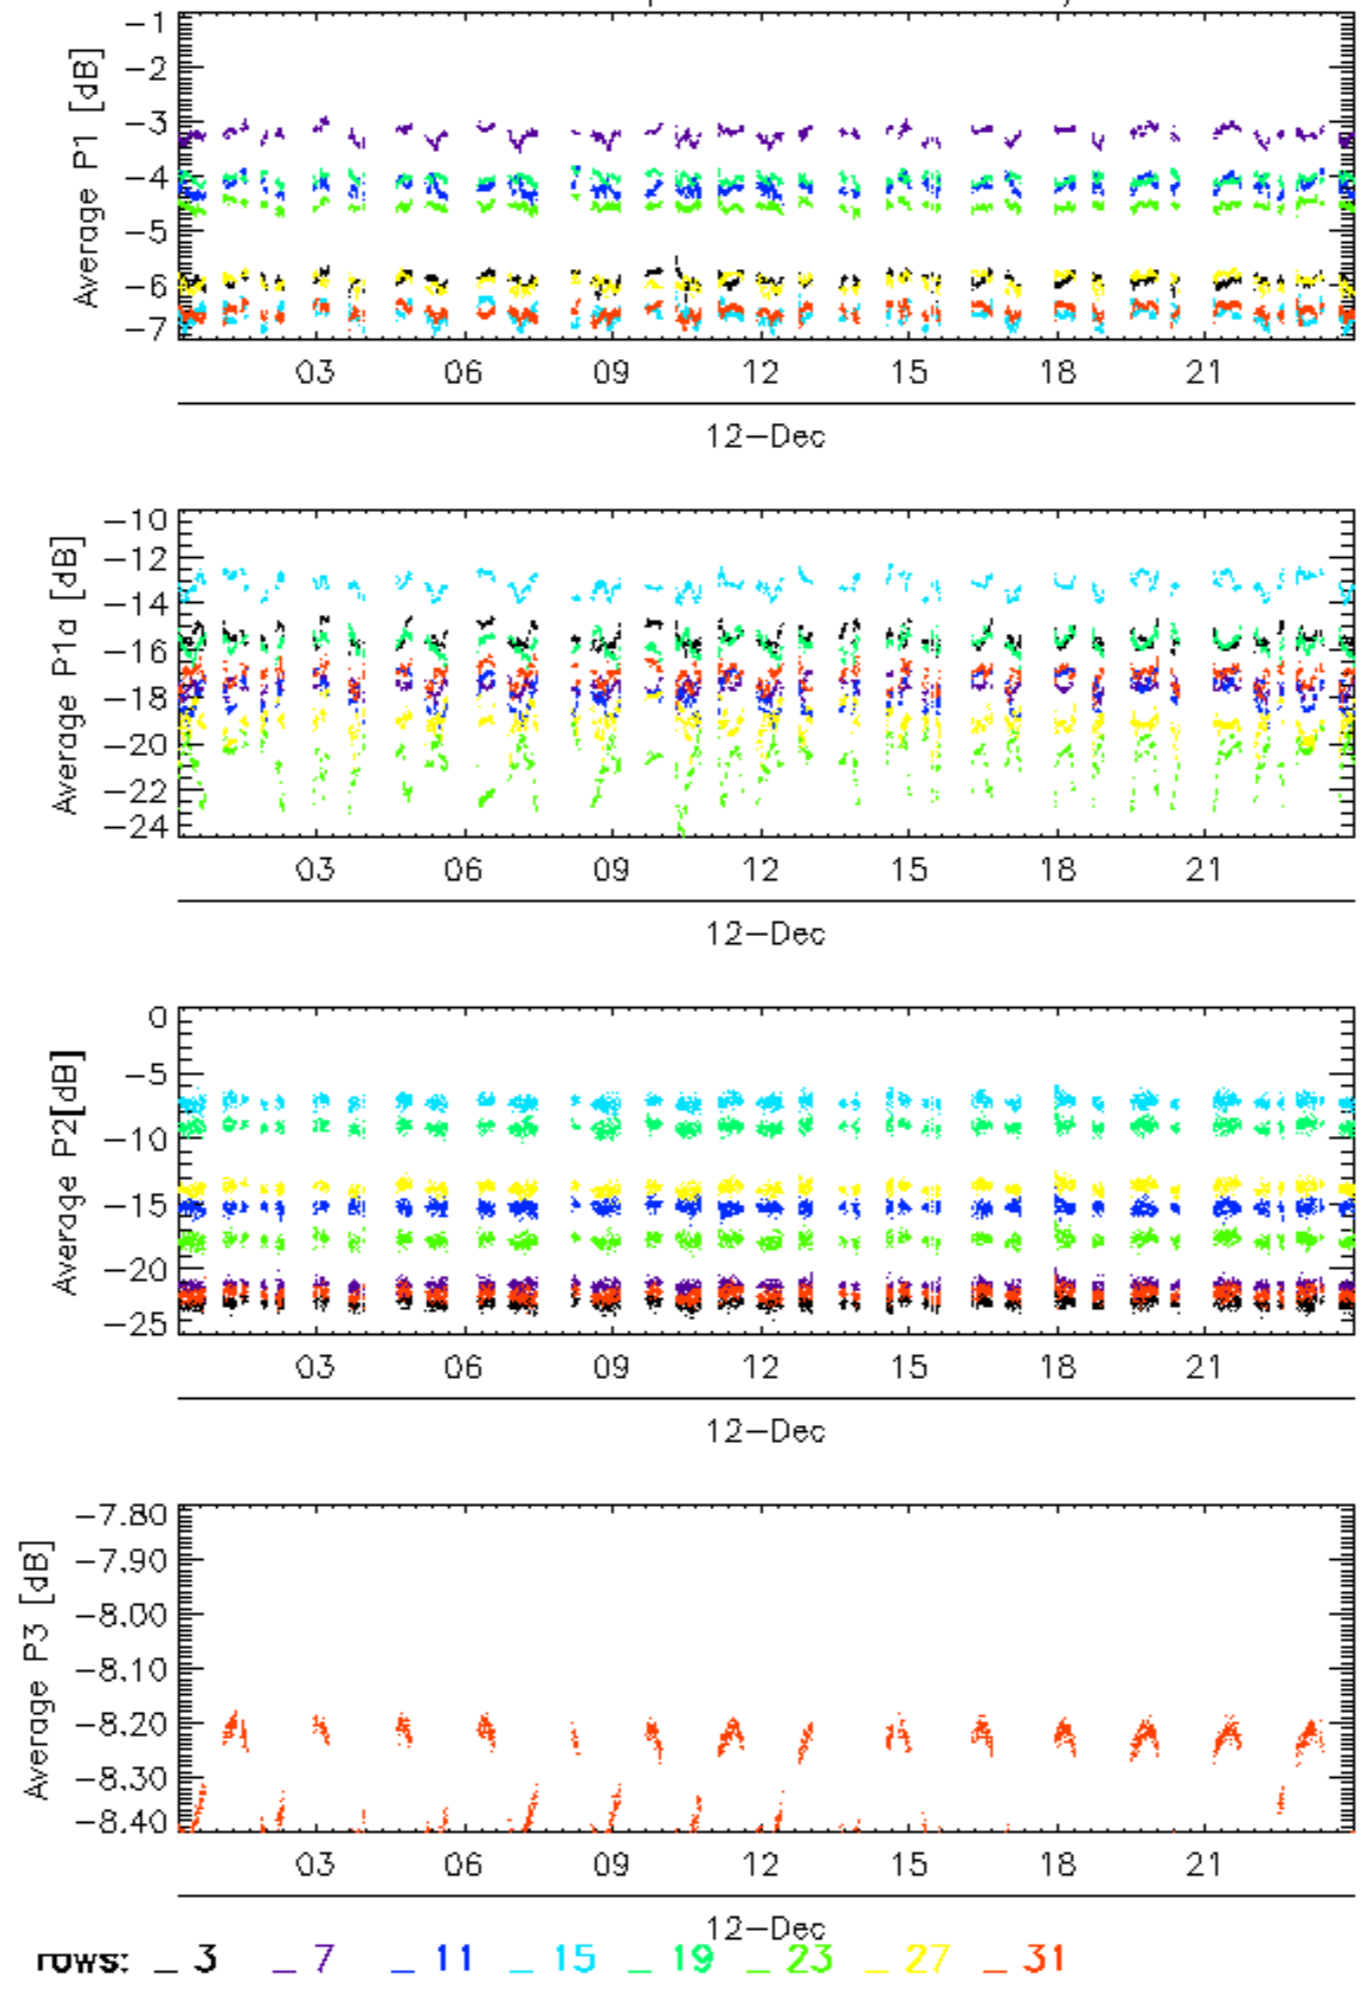 Average P1 [dB]
-1
-2
-3
-4
-5
-6
-7
03 06 09 12 15 18 21
12-Dec
Average P1a [dB]
-10
-12
-14
-16
-18
-20
-22
-24
03 06 09 12 15 18 21
12-Dec
Average P2[dB]
0
-5
-10
-15
-20
-25
03 06 09 12 15 18 21
12-Dec
Average P3 [dB]
-7.80
-7.90
-8.00
-8.10
-8.20
-8.30
-8.40
03 06 09 12 15 18 21
12-Dec
rows: _ 3 _ 7 _ 11 _ 15 _ 19 _ 23 _ 27 _ 31